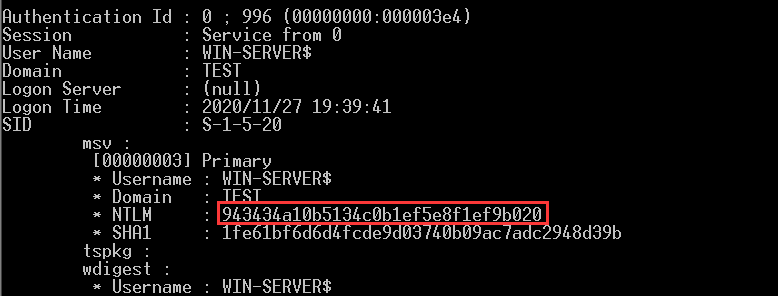 Authentication Id : 0 ; 996 (00000000:000003e4)
Session           : Service from 0
User Name         : WIN-SERVER$
Domain            : TEST
Logon Server      : (null)
Logon Time        : 2020/11/27 19:39:41
SID               : S-1-5-20
        msv :
         [00000003] Primary
         * Username : WIN-SERVER$
         * Domain   : TEST
         * NTLM     : 943434a10b5134c0b1ef5e8f1ef9b020
         * SHA1     : 1fe61bf6d6d4fcde9d03740b09ac7adc2948d39b
        tspkg :
        wdigest :
         * Username : WIN-SERVER$